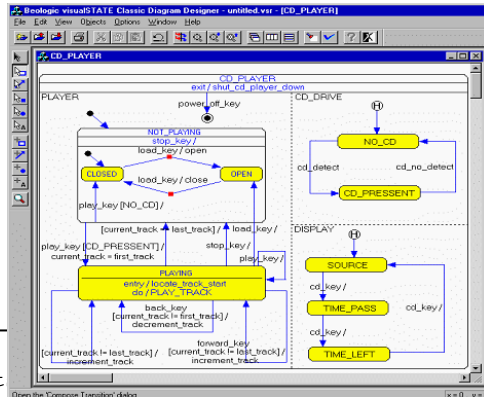 Beologic visualSTATE Classic Diagram Designer - untitled.vsr - [CD_PLAYER]
File Edit View Objects Options Window Help
CD_PLAYER
CD_PLAYER
exit / shut_cd_player_down
PLAYER
power_off_key
NOT_PLAYING
stop_key /
load_key / open
CLOSED
OPEN
load_key / close
play_key [NO_CD] /
[current_track = last_track] /
load_key /
play_key [CD_PRESSENT] /
current_track = first_track
stop_key /
play_key /
PLAYING
entry / locate_track_start
do / PLAY_TRACK
back_key
[current_track != first_track] /
decrement_track
[current_track != last_track] /
increment_track
forward_key
[current_track != last_track] /
increment_track
CD_DRIVE
H
NO_CD
cd_detect
cd_no_detect
CD_PRESSENT
DISPLAY
H
SOURCE
cd_key /
TIME_PASS
cd_key /
cd_key /
TIME_LEFT
t
Open the 'Compose Transition' dialog